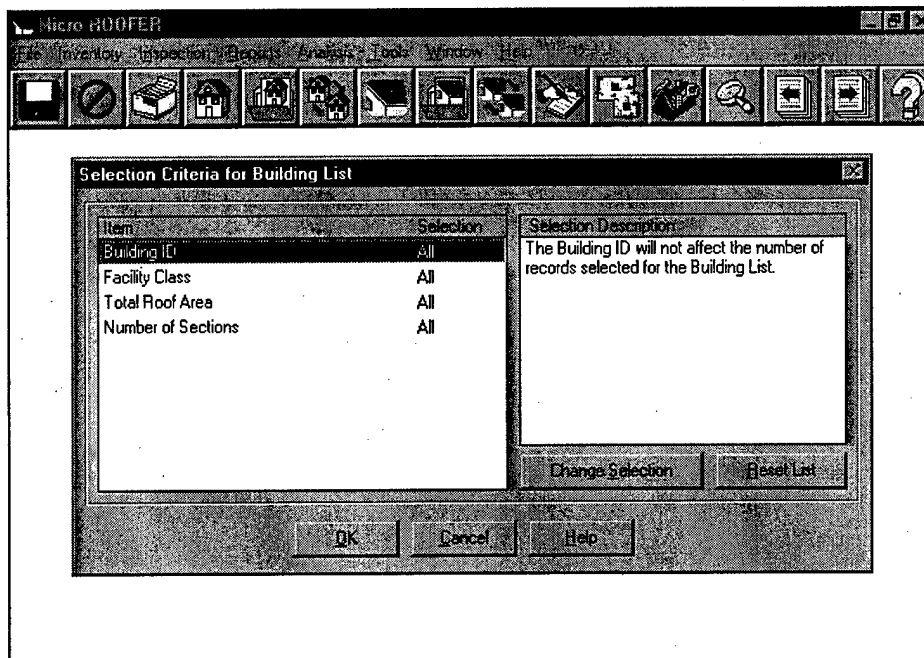 Micro ROOFER
File Inventory Inspection Reports Analysis Tools Window Help
Selection Criteria for Building List
Item Selection
Building ID All
Facility Class All
Total Roof Area All
Number of Sections All
Selection Description
The Building ID will not affect the number of
records selected for the Building List.
Change Selection Reset List
OK Cancel Help